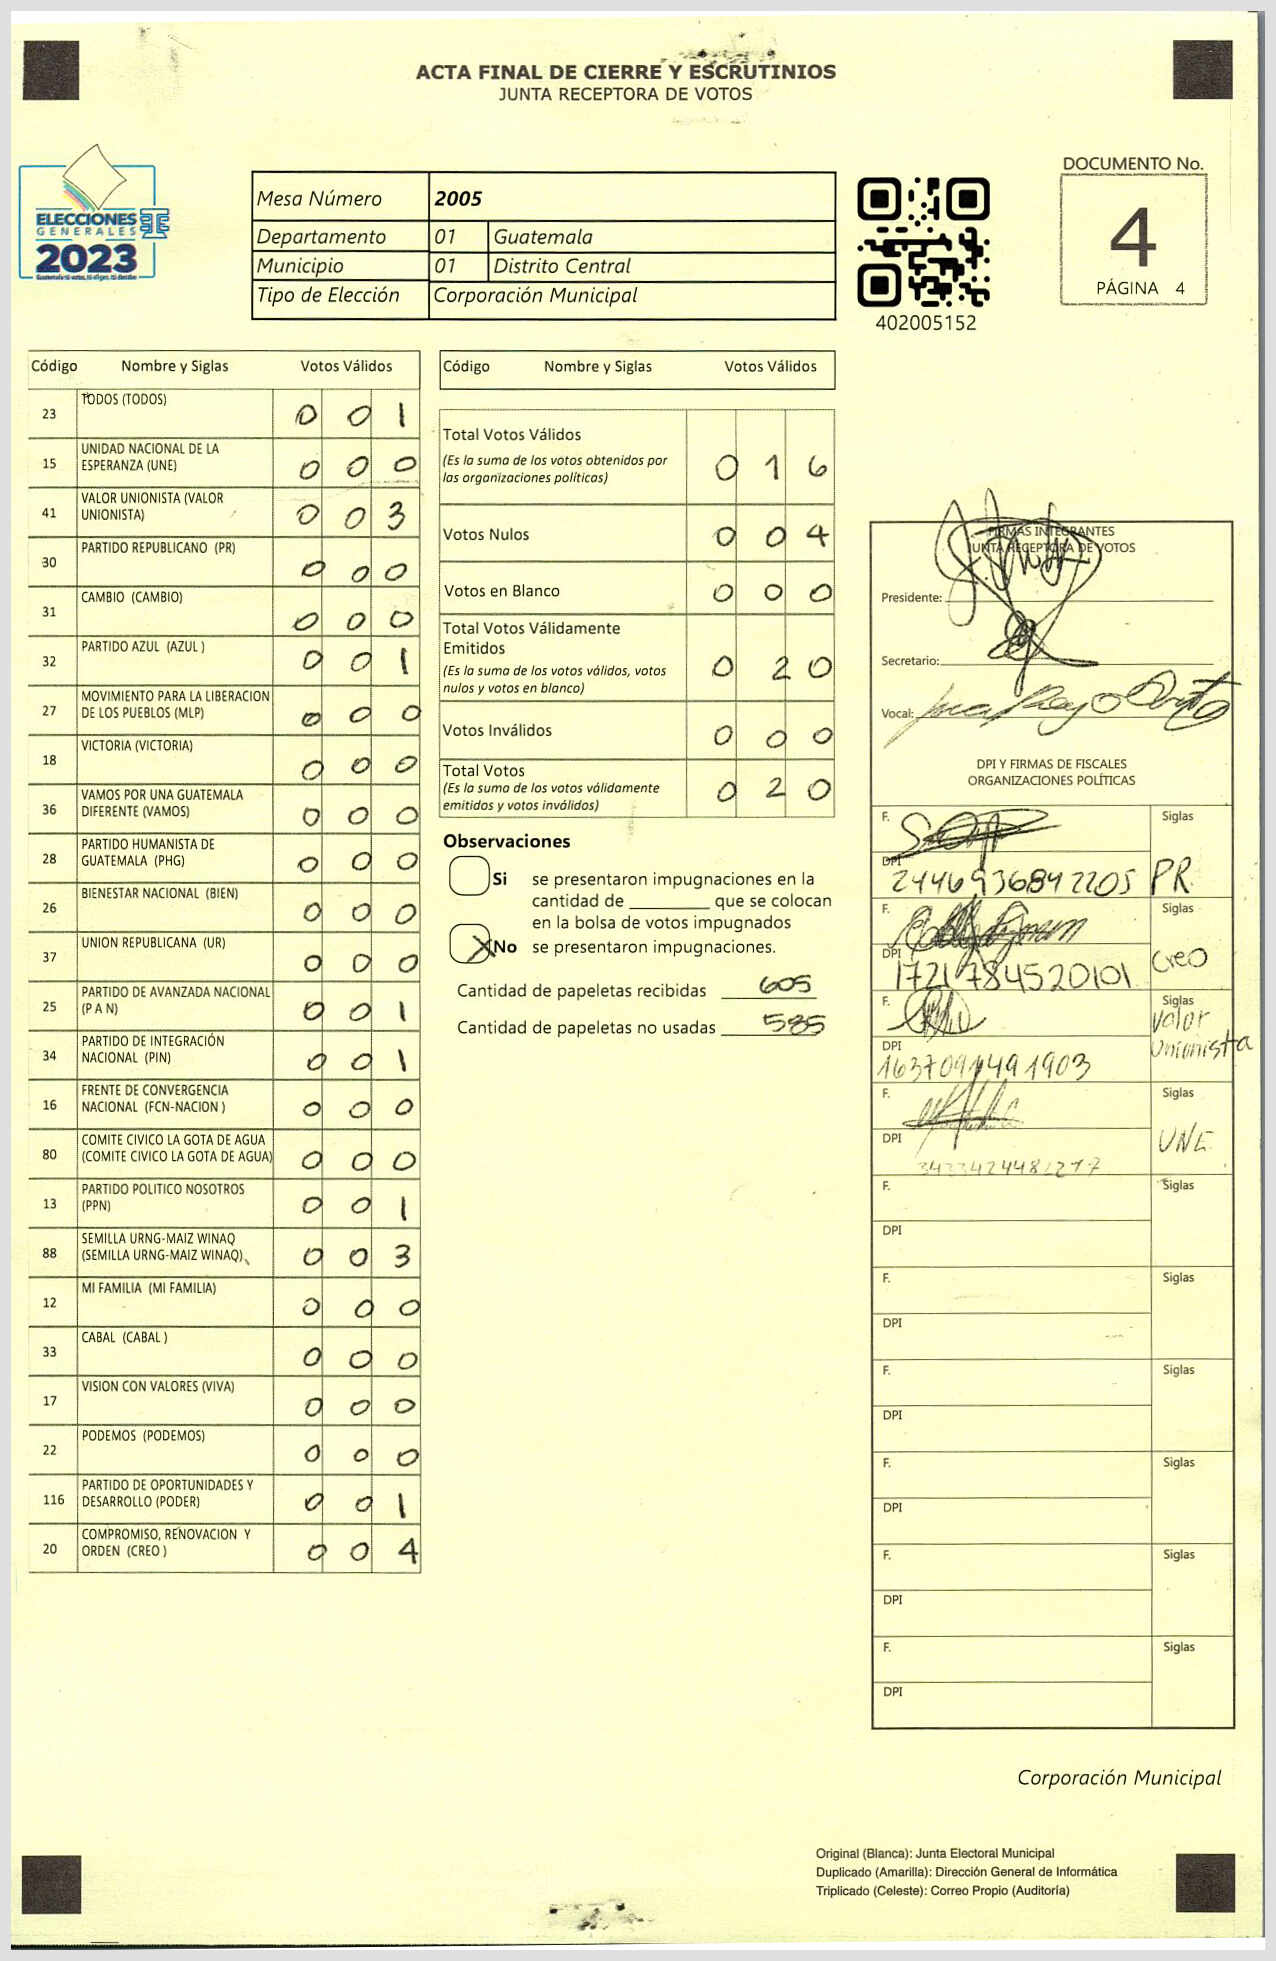 ACTA FINAL DE CIERRE Y ESCRUTINIOS
JUNTA RECEPTORA DE VOTOS
ELECCIONES
GENERALES
2023
Mesa Número 2005
Departamento 01 Guatemala
Municipio 01 Distrito Central
Tipo de Elección Corporación Municipal
402005152
DOCUMENTO No.
4
PÁGINA 4
Código Nombre y Siglas Votos Válidos
23 TODOS (TODOS) 0 0 1
15 UNIDAD NACIONAL DE LA
ESPERANZA (UNE) 0 0 0
41 VALOR UNIONISTA (VALOR
UNIONISTA) 0 0 3
30 PARTIDO REPUBLICANO (PR) 0 0 0
31 CAMBIO (CAMBIO) 0 0 0
32 PARTIDO AZUL (AZUL ) 0 0 1
27 MOVIMIENTO PARA LA LIBERACION
DE LOS PUEBLOS (MLP) 0 0 0
18 VICTORIA (VICTORIA) 0 0 0
36 VAMOS POR UNA GUATEMALA
DIFERENTE (VAMOS) 0 0 0
28 PARTIDO HUMANISTA DE
GUATEMALA (PHG) 0 0 0
26 BIENESTAR NACIONAL (BIEN) 0 0 0
37 UNION REPUBLICANA (UR) 0 0 0
25 PARTIDO DE AVANZADA NACIONAL
(P A N) 0 0 1
34 PARTIDO DE INTEGRACIÓN
NACIONAL (PIN) 0 0 1
16 FRENTE DE CONVERGENCIA
NACIONAL (FCN-NACION ) 0 0 0
80 COMITE CIVICO LA GOTA DE AGUA
(COMITE CIVICO LA GOTA DE AGUA) 0 0 0
13 PARTIDO POLITICO NOSOTROS
(PPN) 0 0 1
88 SEMILLA URNG-MAIZ WINAQ
(SEMILLA URNG-MAIZ WINAQ) 0 0 3
12 MI FAMILIA (MI FAMILIA) 0 0 0
33 CABAL (CABAL ) 0 0 0
17 VISION CON VALORES (VIVA) 0 0 0
22 PODEMOS (PODEMOS) 0 0 0
116 PARTIDO DE OPORTUNIDADES Y
DESARROLLO (PODER) 0 0 1
20 COMPROMISO, RENOVACION Y
ORDEN (CREO ) 0 0 4
Código Nombre y Siglas Votos Válidos
Total Votos Válidos
(Es la suma de los votos obtenidos por
las organizaciones políticas) 0 1 6
Votos Nulos 0 0 4
Votos en Blanco 0 0 0
Total Votos Válidamente
Emitidos
(Es la suma de los votos válidos, votos
nulos y votos en blanco) 0 2 0
Votos Inválidos 0 0 0
Total Votos
(Es la suma de los votos válidamente
emitidos y votos inválidos) 0 2 0
Observaciones
Si se presentaron impugnaciones en la
cantidad de ________ que se colocan
en la bolsa de votos impugnados
X No se presentaron impugnaciones.
Cantidad de papeletas recibidas 605
Cantidad de papeletas no usadas 585
FIRMAS INTEGRANTES
JUNTA RECEPTORA DE VOTOS
Presidente:
Secretario:
Vocal:
DPI Y FIRMAS DE FISCALES
ORGANIZACIONES POLÍTICAS
F. Siglas
DPI 2446936842205 PR
F. Siglas
DPI 1721784520101 Creo
F. Siglas
Valor
Unionista
DPI 1637091491903
F. Siglas
DPI UNE
F. Siglas
DPI
F. Siglas
DPI
F. Siglas
DPI
F. Siglas
DPI
F. Siglas
DPI
F. Siglas
DPI
Corporación Municipal
Original (Blanca): Junta Electoral Municipal
Duplicado (Amarilla): Dirección General de Informática
Triplicado (Celeste): Correo Propio (Auditoría)